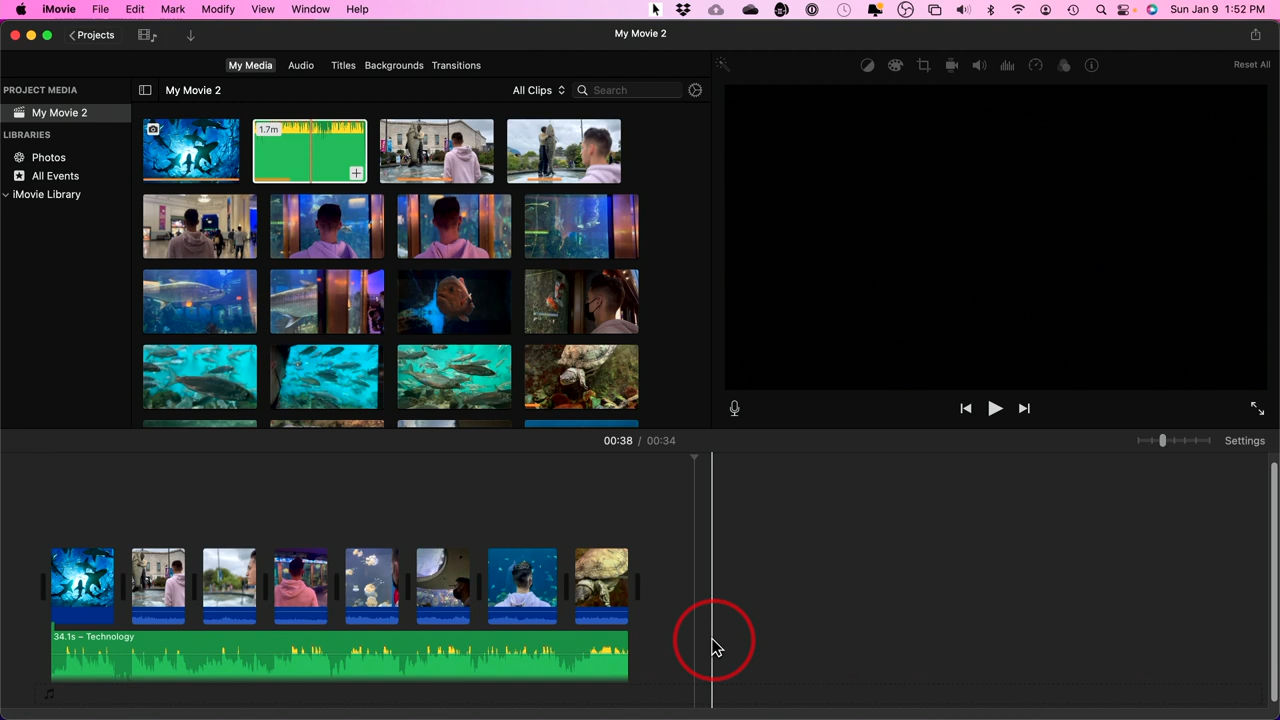 iMovie File Edit Mark Modify View Window Help Sun Jan 9 1:52 PM
Projects My Movie 2
My Media Audio Titles Backgrounds Transitions Reset All
PROJECT MEDIA My Movie 2 All Clips Search
My Movie 2
LIBRARIES
Photos
All Events
iMovie Library
1.7m
00:38 / 00:34 Settings
34.1s – Technology